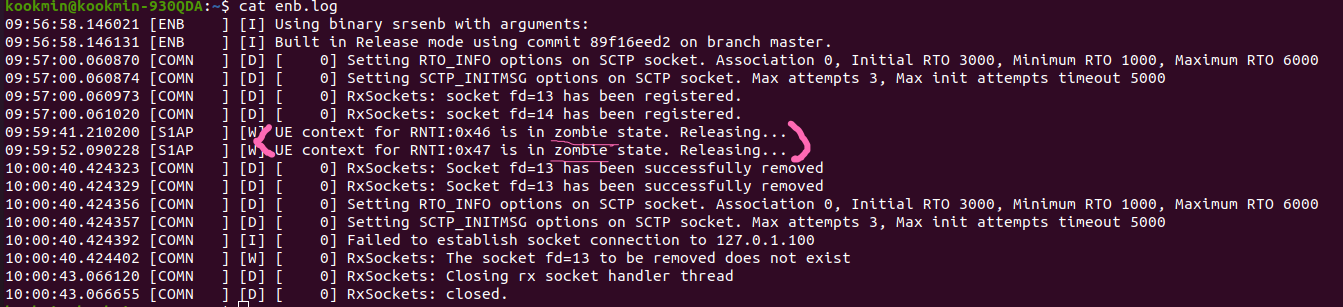 kookmin@kookmin-930QDA:~$ cat enb.log
09:56:58.146021 [ENB    ] [I] Using binary srsenb with arguments:
09:56:58.146131 [ENB    ] [I] Built in Release mode using commit 89f16eed2 on branch master.
09:57:00.060870 [COMN   ] [D] [    0] Setting RTO_INFO options on SCTP socket. Association 0, Initial RTO 3000, Minimum RTO 1000, Maximum RTO 6000
09:57:00.060874 [COMN   ] [D] [    0] Setting SCTP_INITMSG options on SCTP socket. Max attempts 3, Max init attempts timeout 5000
09:57:00.060973 [COMN   ] [D] [    0] RxSockets: socket fd=13 has been registered.
09:57:00.061020 [COMN   ] [D] [    0] RxSockets: socket fd=14 has been registered.
09:59:41.210200 [S1AP   ] [W] UE context for RNTI:0x46 is in zombie state. Releasing...
09:59:52.090228 [S1AP   ] [W] UE context for RNTI:0x47 is in zombie state. Releasing...
10:00:40.424323 [COMN   ] [D] [    0] RxSockets: Socket fd=13 has been successfully removed
10:00:40.424329 [COMN   ] [D] [    0] RxSockets: Socket fd=13 has been successfully removed
10:00:40.424356 [COMN   ] [D] [    0] Setting RTO_INFO options on SCTP socket. Association 0, Initial RTO 3000, Minimum RTO 1000, Maximum RTO 6000
10:00:40.424357 [COMN   ] [D] [    0] Setting SCTP_INITMSG options on SCTP socket. Max attempts 3, Max init attempts timeout 5000
10:00:40.424392 [COMN   ] [I] [    0] Failed to establish socket connection to 127.0.1.100
10:00:40.424402 [COMN   ] [W] [    0] RxSockets: The socket fd=13 to be removed does not exist
10:00:43.066120 [COMN   ] [D] [    0] RxSockets: Closing rx socket handler thread
10:00:43.066655 [COMN   ] [D] [    0] RxSockets: closed.